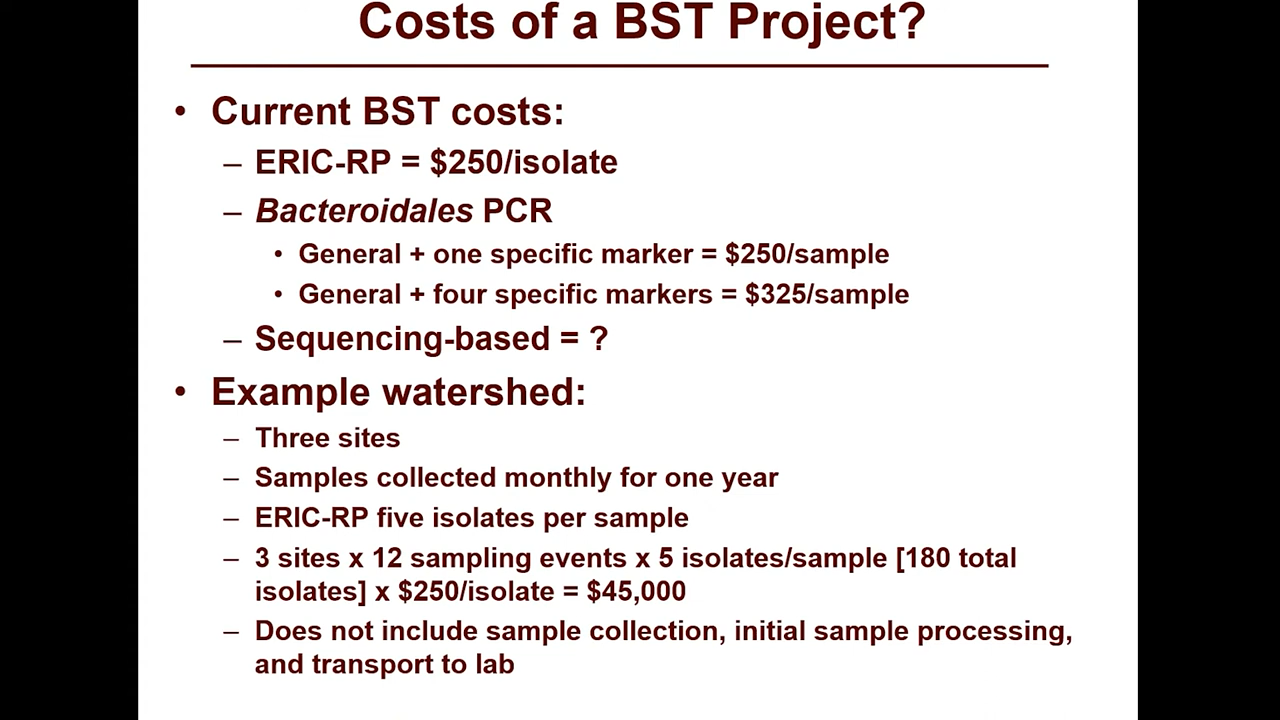 Costs of a BST Project?
• Current BST costs:
– ERIC-RP = $250/isolate
– Bacteroidales PCR
• General + one specific marker = $250/sample
• General + four specific markers = $325/sample
– Sequencing-based = ?
• Example watershed:
– Three sites
– Samples collected monthly for one year
– ERIC-RP five isolates per sample
– 3 sites x 12 sampling events x 5 isolates/sample [180 total
isolates] x $250/isolate = $45,000
– Does not include sample collection, initial sample processing,
and transport to lab